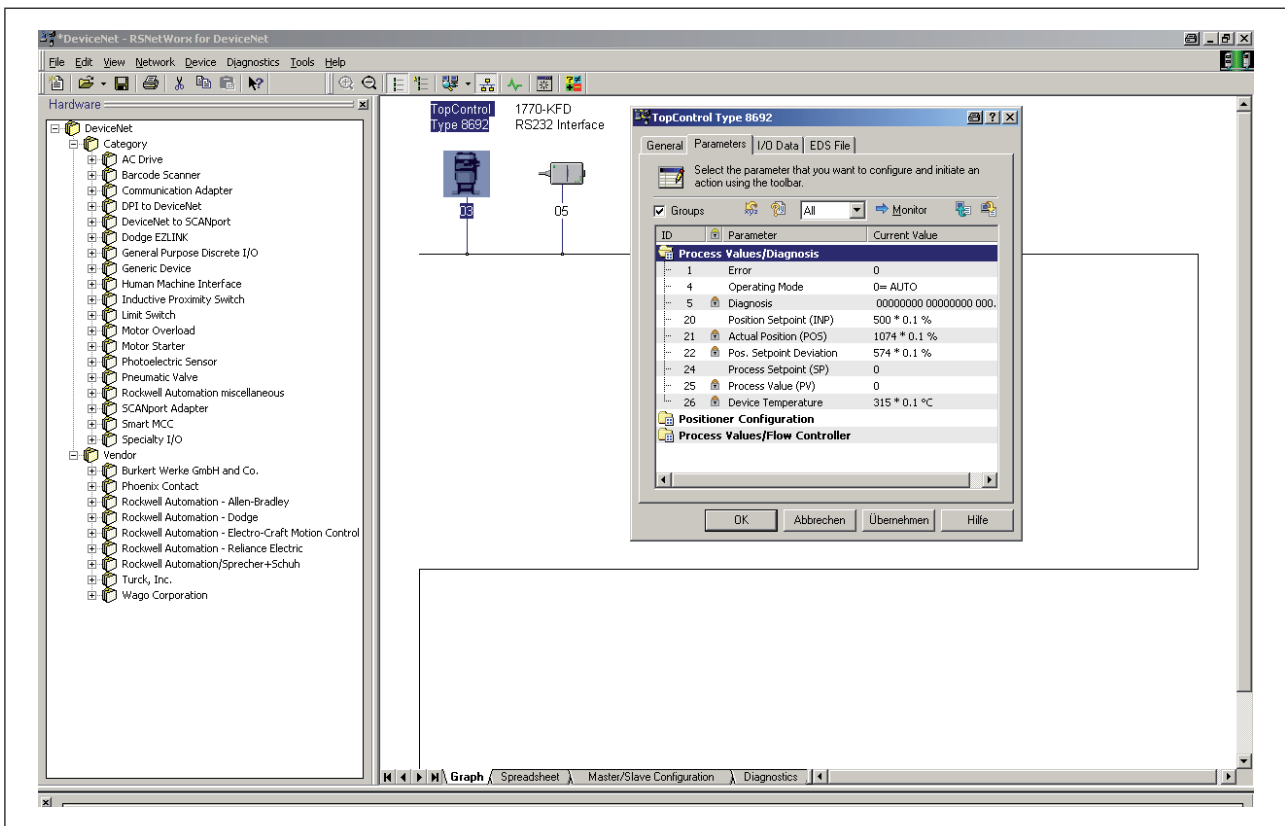 *DeviceNet - RSNetWorx for DeviceNet
File Edit View Network Device Diagnostics Tools Help
Hardware
DeviceNet
Category
AC Drive
Barcode Scanner
Communication Adapter
DPI to DeviceNet
DeviceNet to SCANport
Dodge EZLINK
General Purpose Discrete I/O
Generic Device
Human Machine Interface
Inductive Proximity Switch
Limit Switch
Motor Overload
Motor Starter
Photoelectric Sensor
Pneumatic Valve
Rockwell Automation miscellaneous
SCANport Adapter
Smart MCC
Specialty I/O
Vendor
Burkert Werke GmbH and Co.
Phoenix Contact
Rockwell Automation - Allen-Bradley
Rockwell Automation - Dodge
Rockwell Automation - Electro-Craft Motion Control
Rockwell Automation - Reliance Electric
Rockwell Automation/Sprecher+Schuh
Turck, Inc.
Wago Corporation
TopControl
Type 8692
1770-KFD
RS232 Interface
03
05
TopControl Type 8692
General Parameters I/O Data EDS File
Select the parameter that you want to configure and initiate an
action using the toolbar.
Groups All Monitor
ID Parameter Current Value
Process Values/Diagnosis
1 Error 0
4 Operating Mode 0= AUTO
5 Diagnosis 00000000 00000000 000.
20 Position Setpoint (INP) 500 * 0.1 %
21 Actual Position (POS) 1074 * 0.1 %
22 Pos. Setpoint Deviation 574 * 0.1 %
24 Process Setpoint (SP) 0
25 Process Value (PV) 0
26 Device Temperature 315 * 0.1 °C
Positioner Configuration
Process Values/Flow Controller
OK Abbrechen Übernehmen Hilfe
Graph Spreadsheet Master/Slave Configuration Diagnostics